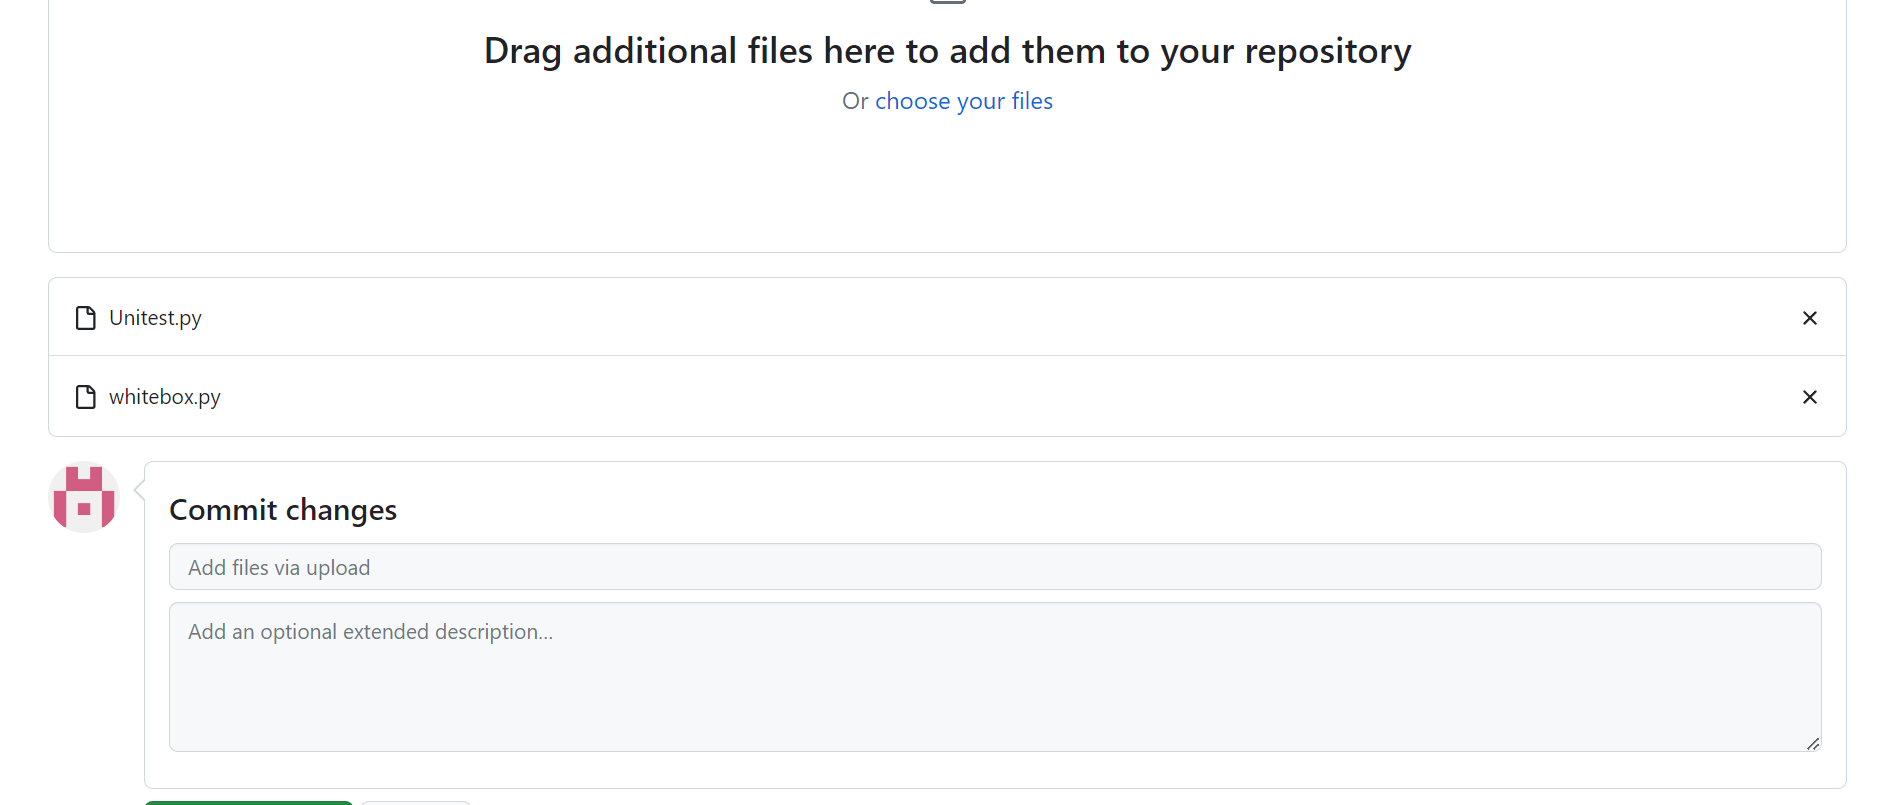 Drag additional files here to add them to your repository
Or choose your files
Unitest.py
whitebox.py
Commit changes
Add files via upload
Add an optional extended description...